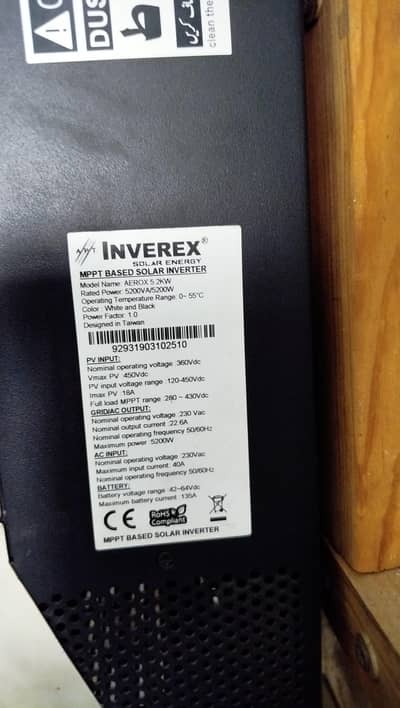 DUS
صاف کریں
clean the
INVEREX®
SOLAR ENERGY
MPPT BASED SOLAR INVERTER
Model Name: AEROX 5.2KW
Rated Power: 5200VA/5200W
Operating Temperature Range: 0~ 55°C
Color : White and Black
Power Factor: 1.0
Designed in Taiwan
92931903102510
PV INPUT:
Nominal operating voltage :360Vdc
Vmax PV :450Vdc
PV input voltage range :120-450Vdc
Imax PV :18A
Full load MPPT range :280 ~ 430Vdc
GRID/AC OUTPUT:
Nominal operating voltage :230 Vac
Nominal output current :22.6A
Nominal operating frequency 50/60Hz
Maximum power :5200W
AC INPUT:
Nominal operating voltage :230Vac
Maximum input current: 40A
Nominal operating frequency :50/60Hz
BATTERY:
Battery voltage range :42~64Vdc
Maximum battery current :135A
CE
RoHS
Compliant
MPPT BASED SOLAR INVERTER